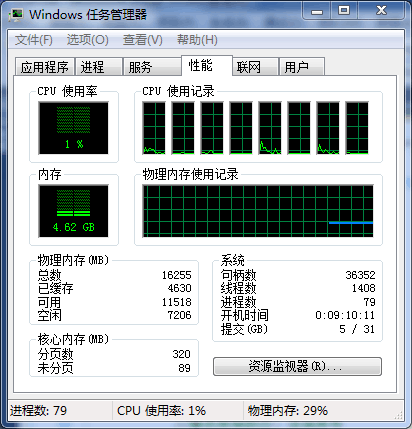 Windows 任务管理器
文件(F) 选项(O) 查看(V) 帮助(H)
应用程序 进程 服务 性能 联网 用户
CPU 使用率 CPU 使用记录
1 %
内存 物理内存使用记录
4.62 GB
物理内存(MB)
总数 16255
已缓存 4630
可用 11518
空闲 7206
系统
句柄数 36352
线程数 1408
进程数 79
开机时间 0:09:10:11
提交(GB) 5 / 31
核心内存(MB)
分页数 320
未分页 89
资源监视器(R)...
进程数: 79 CPU 使用率: 1% 物理内存: 29%